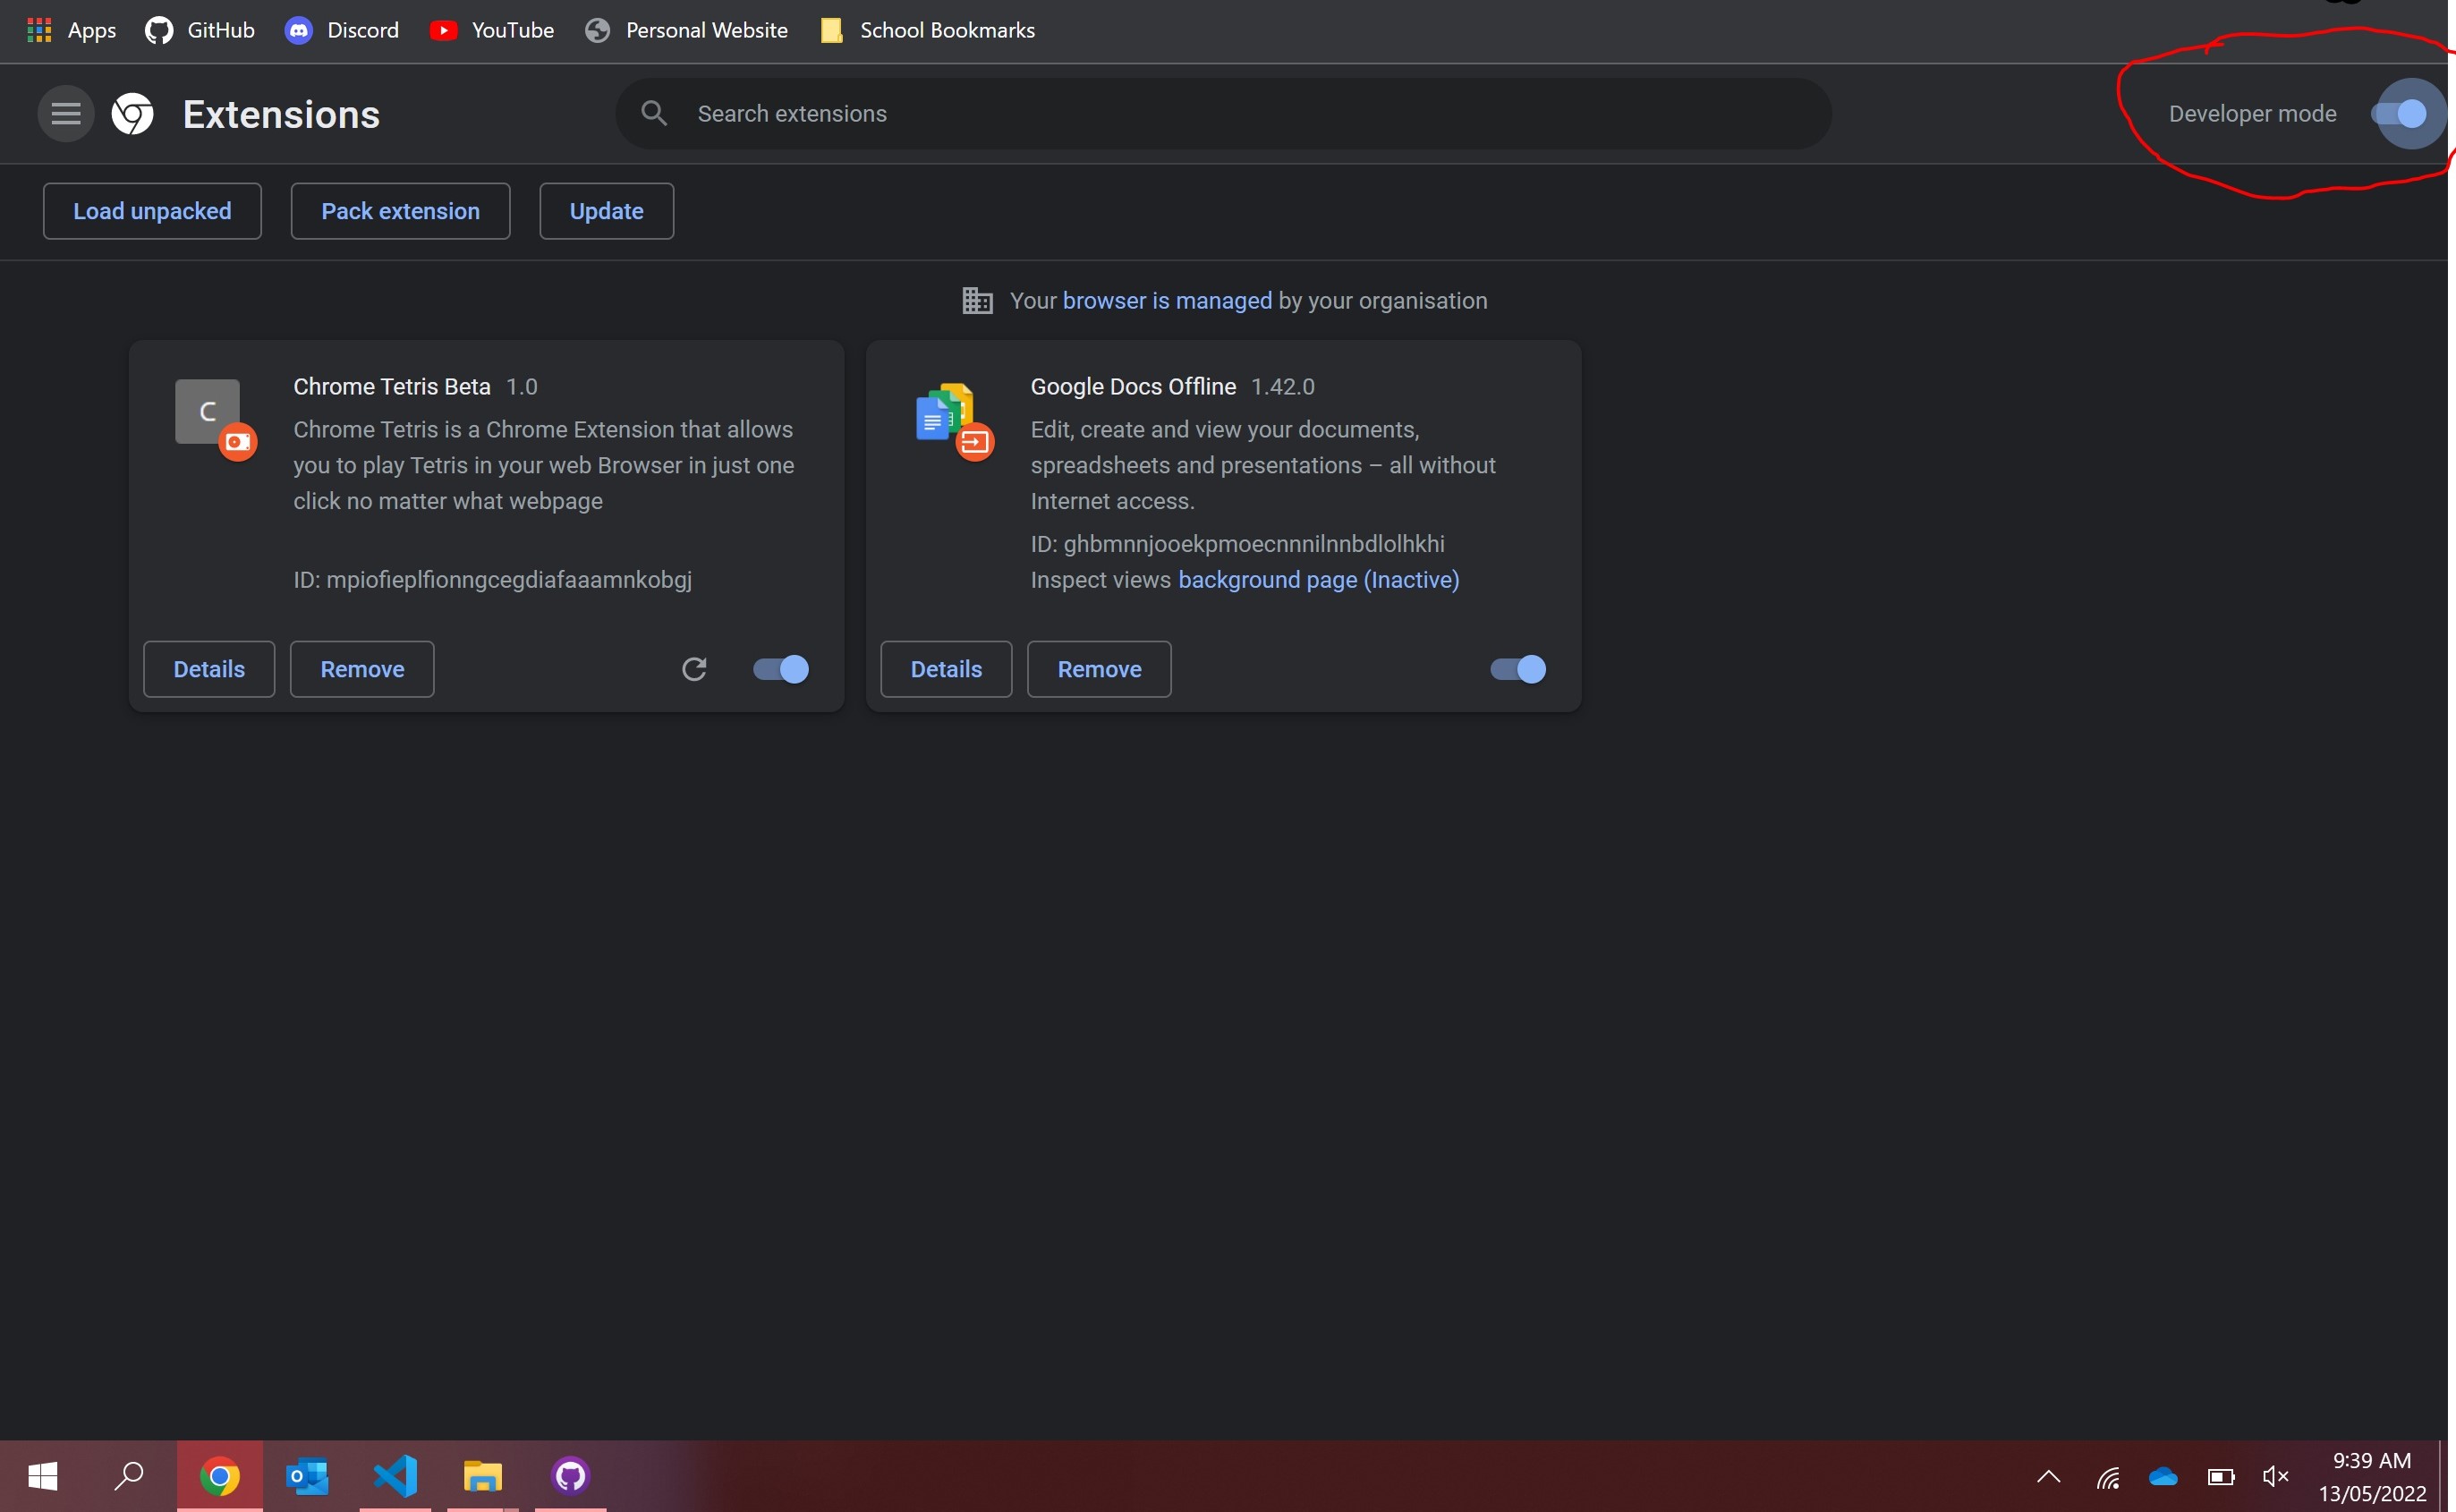 Apps GitHub Discord YouTube Personal Website School Bookmarks
Extensions
Search extensions
Developer mode
Load unpacked Pack extension Update
Your browser is managed by your organisation
C
Chrome Tetris Beta 1.0
Chrome Tetris is a Chrome Extension that allows
you to play Tetris in your web Browser in just one
click no matter what webpage
ID: mpiofieplfionngcegdiafaaamnkobgj
Details Remove
Google Docs Offline 1.42.0
Edit, create and view your documents,
spreadsheets and presentations – all without
Internet access.
ID: ghbmnnjooekpmoecnnnilnnbdlolhkhi
Inspect views background page (Inactive)
Details Remove
9:39 AM
13/05/2022